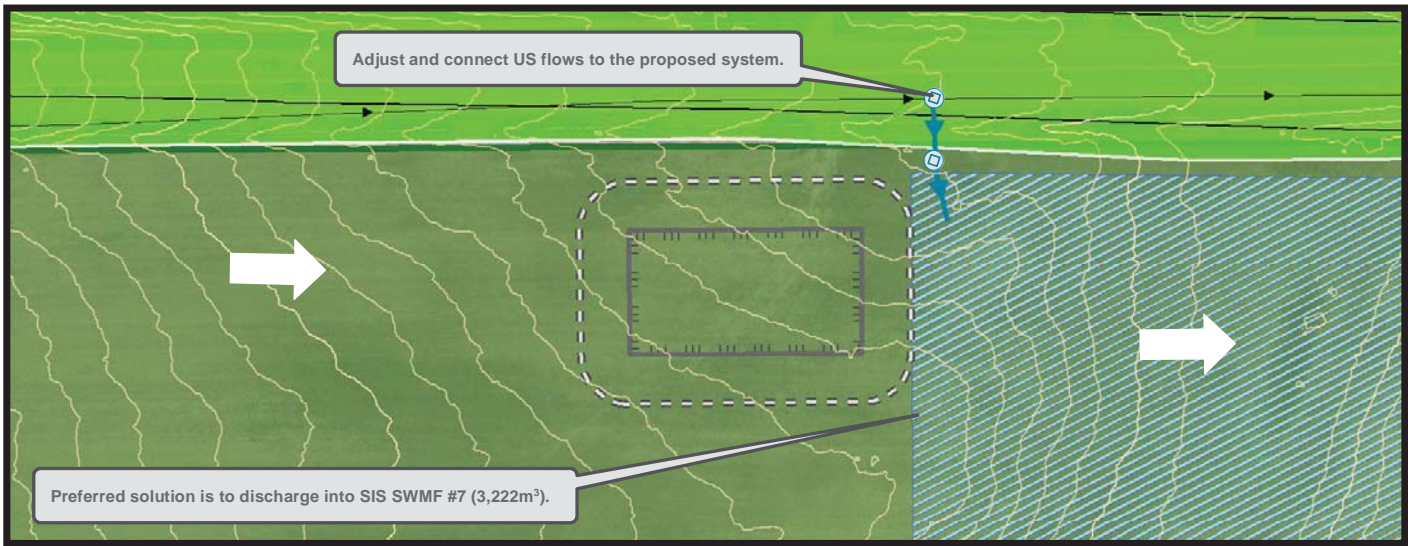 Adjust and connect US flows to the proposed system.
Preferred solution is to discharge into SIS SWMF #7 (3,222m³).